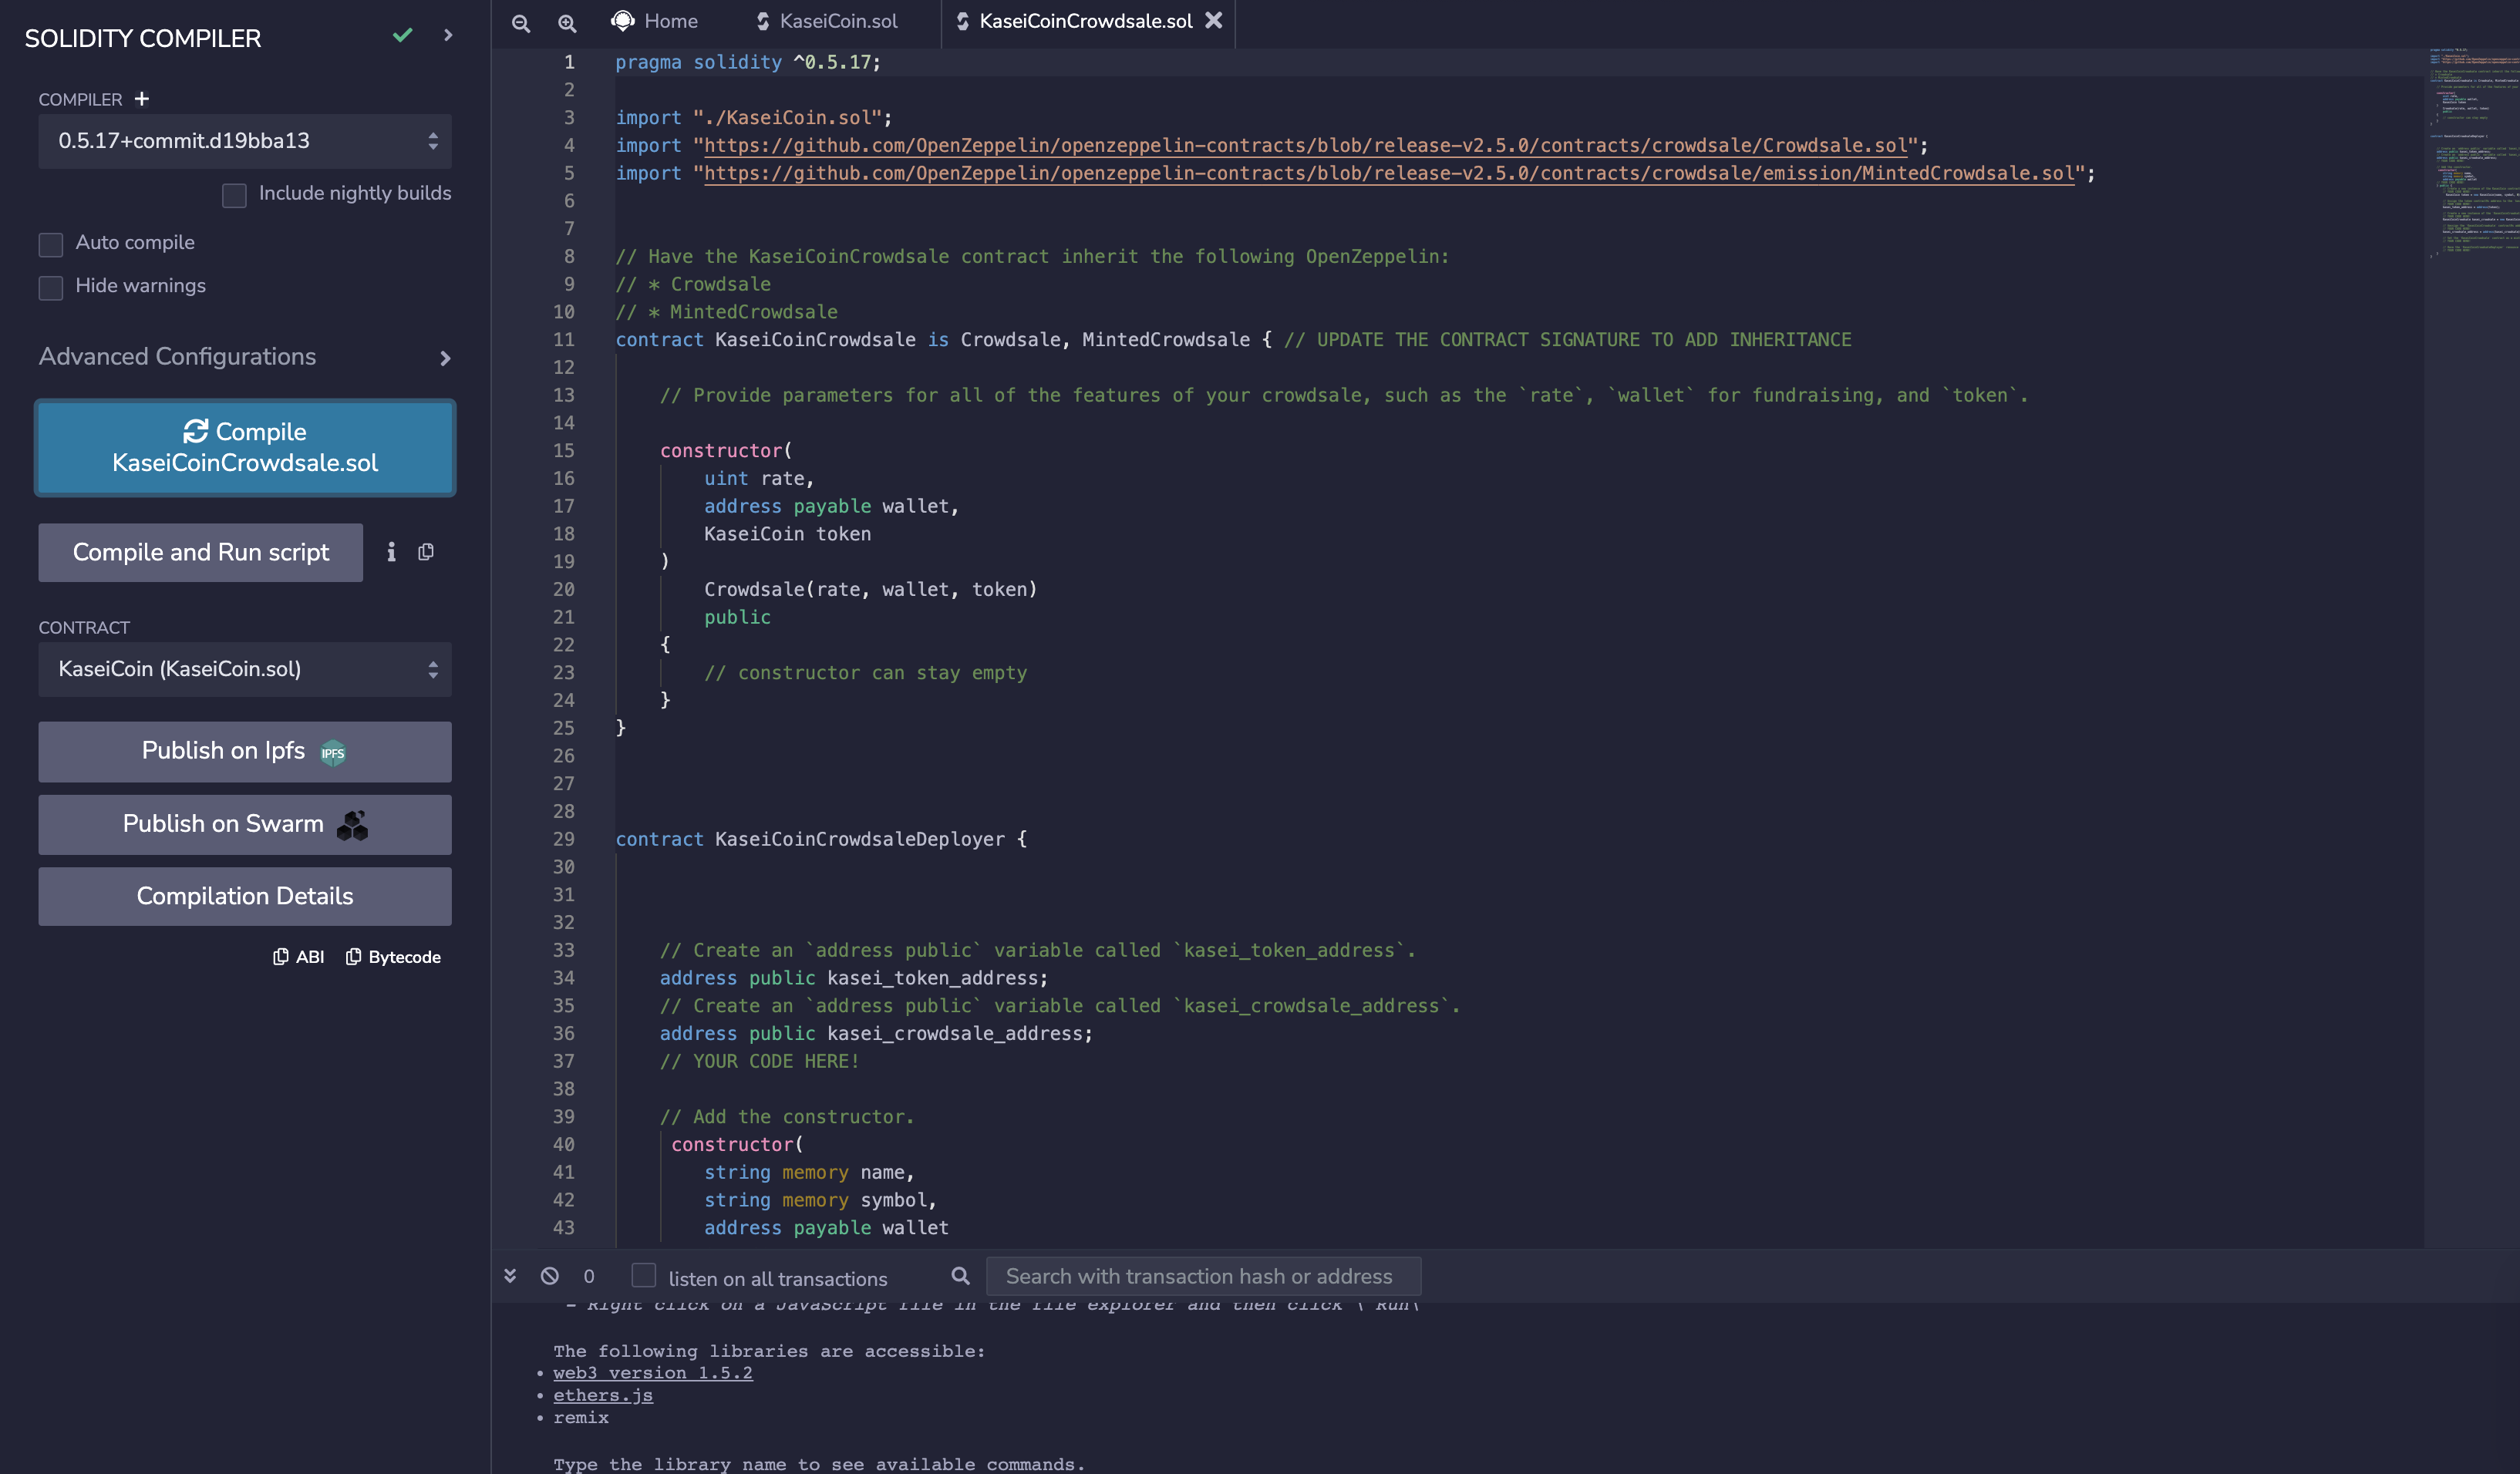 SOLIDITY COMPILER
COMPILER
0.5.17+commit.d19bba13
Include nightly builds
Auto compile
Hide warnings
Advanced Configurations
Compile
KaseiCoinCrowdsale.sol
Compile and Run script
CONTRACT
KaseiCoin (KaseiCoin.sol)
Publish on Ipfs IPFS
Publish on Swarm
Compilation Details
ABI Bytecode
Home KaseiCoin.sol KaseiCoinCrowdsale.sol
1 pragma solidity ^0.5.17;
2
3 import "./KaseiCoin.sol";
4 import "https://github.com/OpenZeppelin/openzeppelin-contracts/blob/release-v2.5.0/contracts/crowdsale/Crowdsale.sol";
5 import "https://github.com/OpenZeppelin/openzeppelin-contracts/blob/release-v2.5.0/contracts/crowdsale/emission/MintedCrowdsale.sol";
6
7
8 // Have the KaseiCoinCrowdsale contract inherit the following OpenZeppelin:
9 // * Crowdsale
10 // * MintedCrowdsale
11 contract KaseiCoinCrowdsale is Crowdsale, MintedCrowdsale { // UPDATE THE CONTRACT SIGNATURE TO ADD INHERITANCE
12
13 // Provide parameters for all of the features of your crowdsale, such as the `rate`, `wallet` for fundraising, and `token`.
14
15 constructor(
16 uint rate,
17 address payable wallet,
18 KaseiCoin token
19 )
20 Crowdsale(rate, wallet, token)
21 public
22 {
23 // constructor can stay empty
24 }
25 }
26
27
28
29 contract KaseiCoinCrowdsaleDeployer {
30
31
32
33 // Create an `address public` variable called `kasei_token_address`.
34 address public kasei_token_address;
35 // Create an `address public` variable called `kasei_crowdsale_address`.
36 address public kasei_crowdsale_address;
37 // YOUR CODE HERE!
38
39 // Add the constructor.
40 constructor(
41 string memory name,
42 string memory symbol,
43 address payable wallet
0 listen on all transactions Search with transaction hash or address
- Right click on a JavaScript file in the file explorer and then click \`Run\
The following libraries are accessible:
• web3 version 1.5.2
• ethers.js
• remix
Type the library name to see available commands.